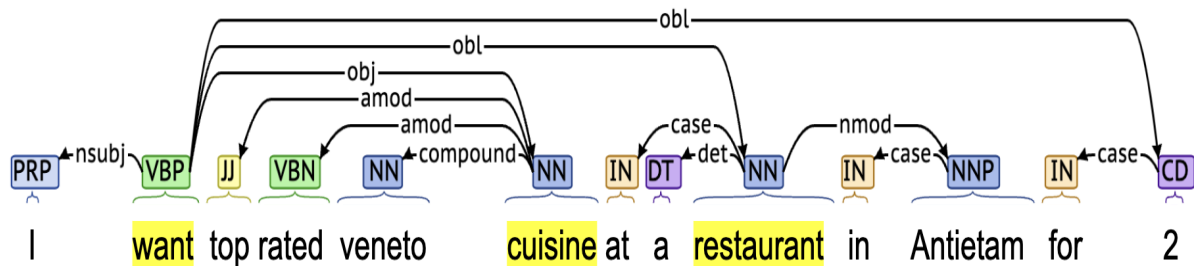 obl
obl
obj
amod
amod case nmod
PRP nsubj VBP JJ VBN NN compound NN IN DT det NN IN case NNP IN case CD
I want top rated veneto cuisine at a restaurant in Antietam for 2